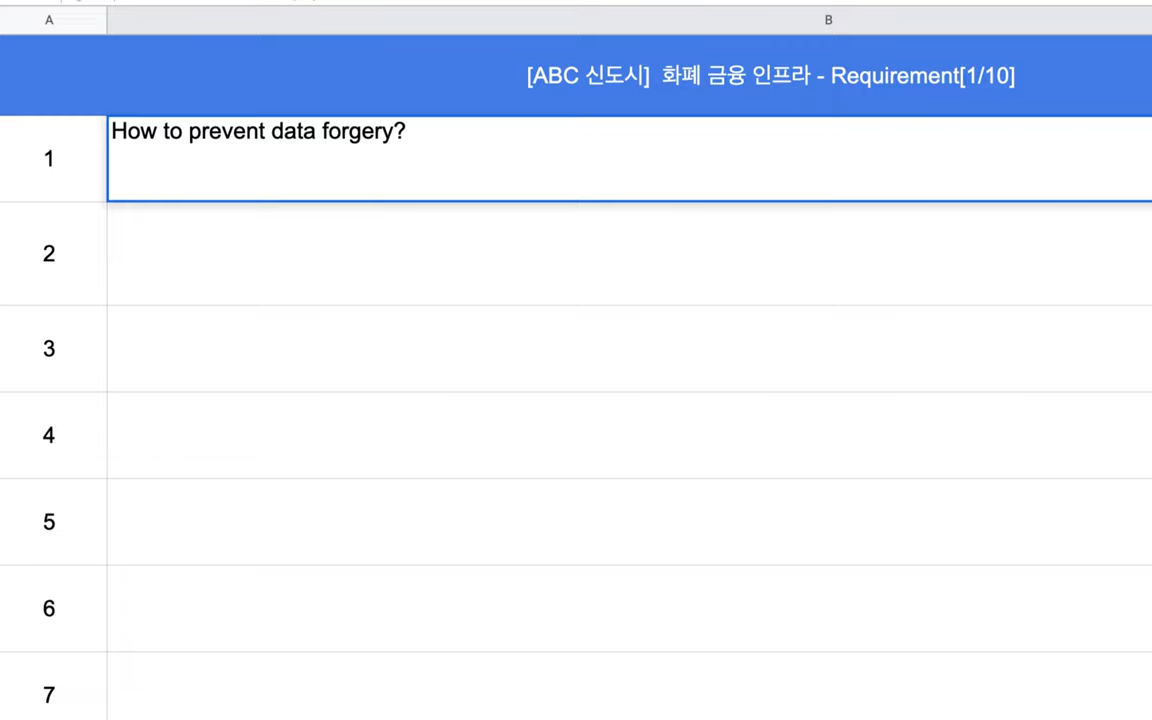 A
B
[ABC 신도시]  화폐 금융 인프라 - Requirement[1/10]
1
How to prevent data forgery?
2
3
4
5
6
7